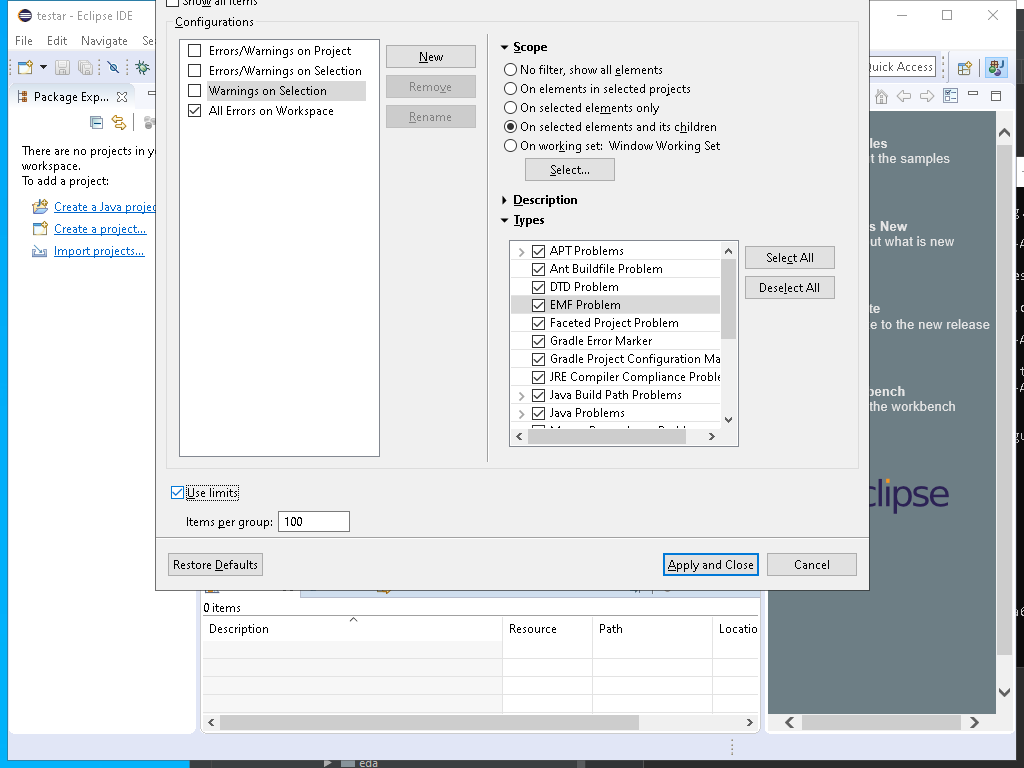 testar - Eclipse IDE
Show all items
Configurations
File Edit Navigate Se
Quick Access
Package Exp...
There are no projects in y
workspace.
To add a project:
Create a Java projec
Create a project...
Import projects...
Errors/Warnings on Project
Errors/Warnings on Selection
Warnings on Selection
All Errors on Workspace
New
Remove
Rename
Scope
No filter, show all elements
On elements in selected projects
On selected elements only
On selected elements and its children
On working set: Window Working Set
Select...
Description
Types
APT Problems
Ant Buildfile Problem
DTD Problem
EMF Problem
Faceted Project Problem
Gradle Error Marker
Gradle Project Configuration Ma
JRE Compiler Compliance Proble
Java Build Path Problems
Java Problems
Select All
Deselect All
Use limits
Items per group: 100
Restore Defaults
Apply and Close
Cancel
les
t the samples
s New
ut what is new
te
e to the new release
bench
the workbench
clipse
0 items
Description Resource Path Locatio
eda